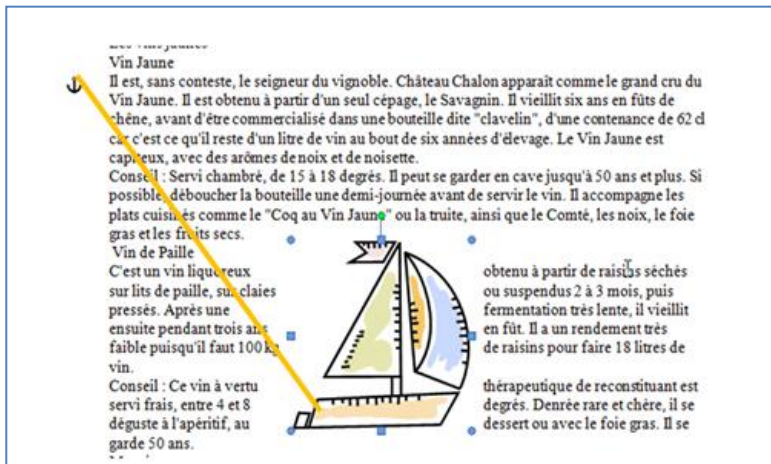 Les vins jaunes
Vin Jaune
Il est, sans conteste, le seigneur du vignoble. Château Chalon apparaît comme le grand cru du
Vin Jaune. Il est obtenu à partir d'un seul cépage, le Savagnin. Il vieillit six ans en fûts de
chêne, avant d'être commercialisé dans une bouteille dite "clavelin", d'une contenance de 62 cl
car c'est ce qu'il reste d'un litre de vin au bout de six années d'élevage. Le Vin Jaune est
capiteux, avec des arômes de noix et de noisette.
Conseil : Servi chambré, de 15 à 18 degrés. Il peut se garder en cave jusqu'à 50 ans et plus. Si
possible, déboucher la bouteille une demi-journée avant de servir le vin. Il accompagne les
plats cuisinés comme le "Coq au Vin Jaune" ou la truite, ainsi que le Comté, les noix, le foie
gras et les fruits secs.
Vin de Paille
C'est un vin liquoreux obtenu à partir de raisins séchés
sur lits de paille, sur claies ou suspendus 2 à 3 mois, puis
pressés. Après une fermentation très lente, il vieillit
ensuite pendant trois ans en fût. Il a un rendement très
faible puisqu'il faut 100 kg de raisins pour faire 18 litres de
vin.
Conseil : Ce vin à vertu thérapeutique de reconstituant est
servi frais, entre 4 et 8 degrés. Denrée rare et chère, il se
déguste à l'apéritif, au dessert ou avec le foie gras. Il se
garde 50 ans.